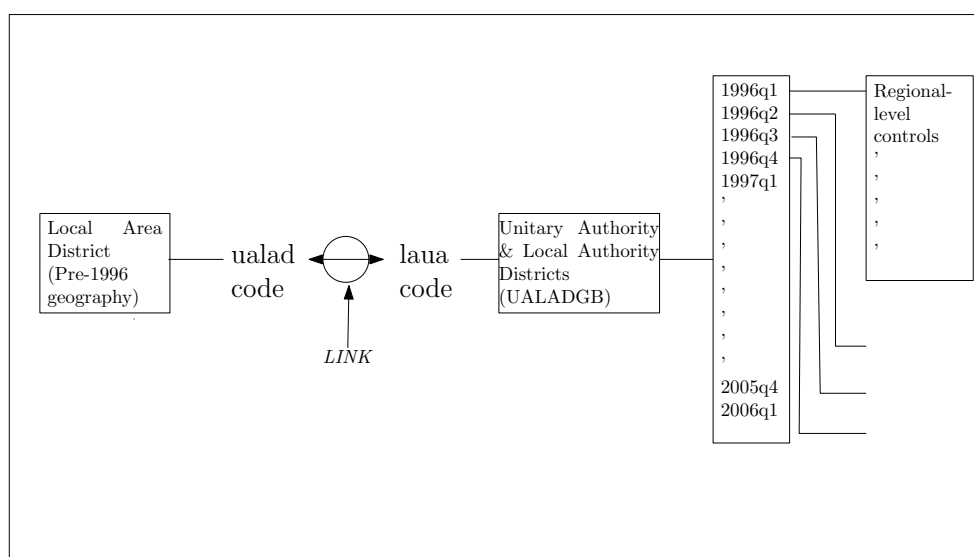 Local Area
District
(Pre-1996
geography)
ualad
code
LINK
laua
code
Unitary Authority
& Local Authority
Districts
(UALADGB)
1996q1
1996q2
1996q3
1996q4
1997q1
,
,
,
,
,
,
,
,
2005q4
2006q1
Regional-
level
controls
,
,
,
,
,